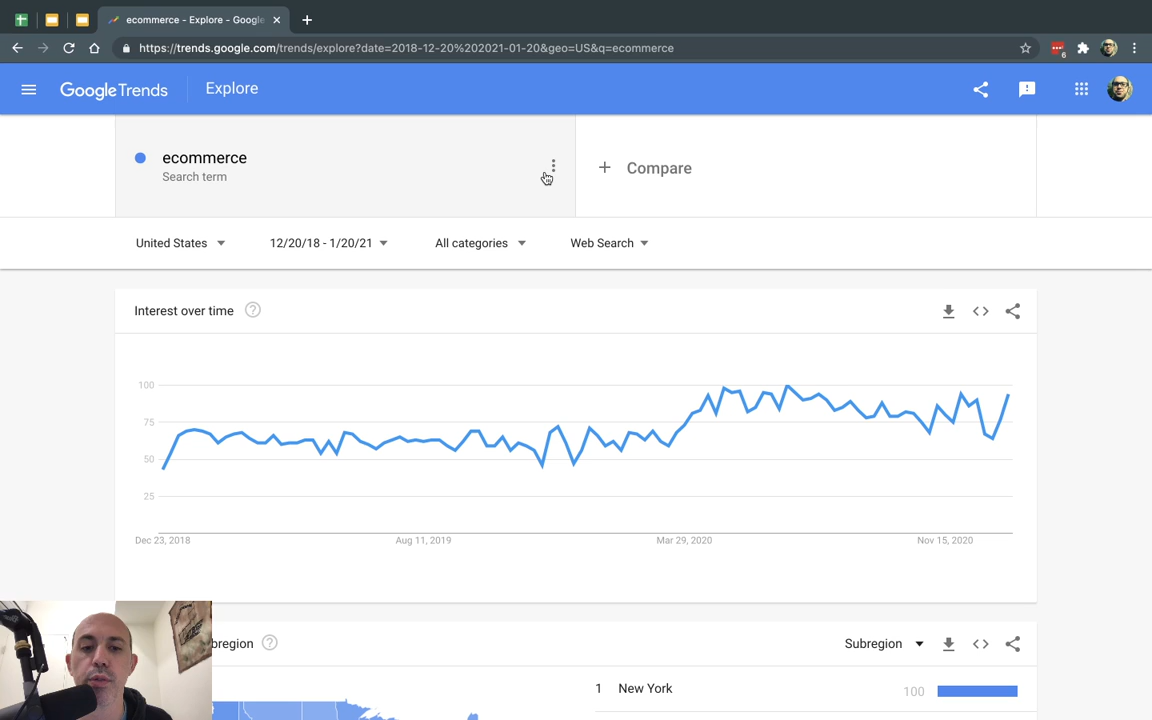 ecommerce - Explore - Google
https://trends.google.com/trends/explore?date=2018-12-20%202021-01-20&geo=US&q=ecommerce
6
Google Trends
Explore
ecommerce
Search term
+ Compare
United States
12/20/18 - 1/20/21
All categories
Web Search
Interest over time
100
75
50
25
Dec 23, 2018
Aug 11, 2019
Mar 29, 2020
Nov 15, 2020
bregion
Subregion
1 New York
100